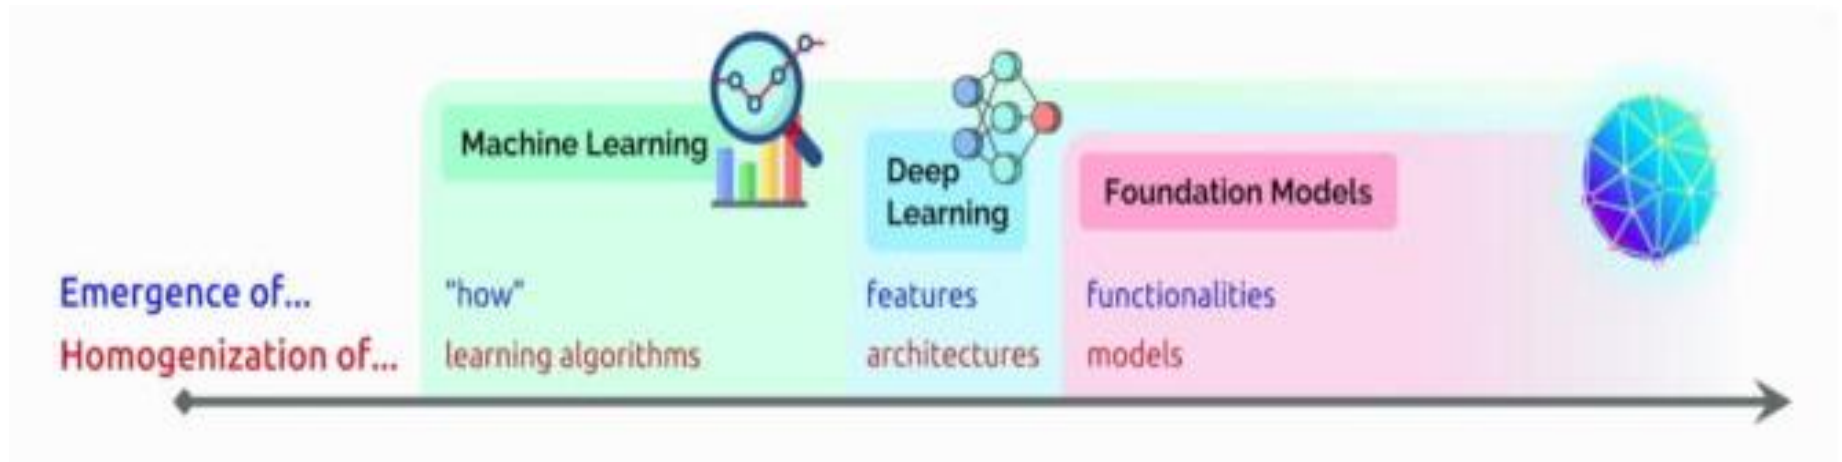 Machine Learning
Deep
Learning
Foundation Models
Emergence of...
"how"
features
functionalities
Homogenization of...
learning algorithms
architectures
models